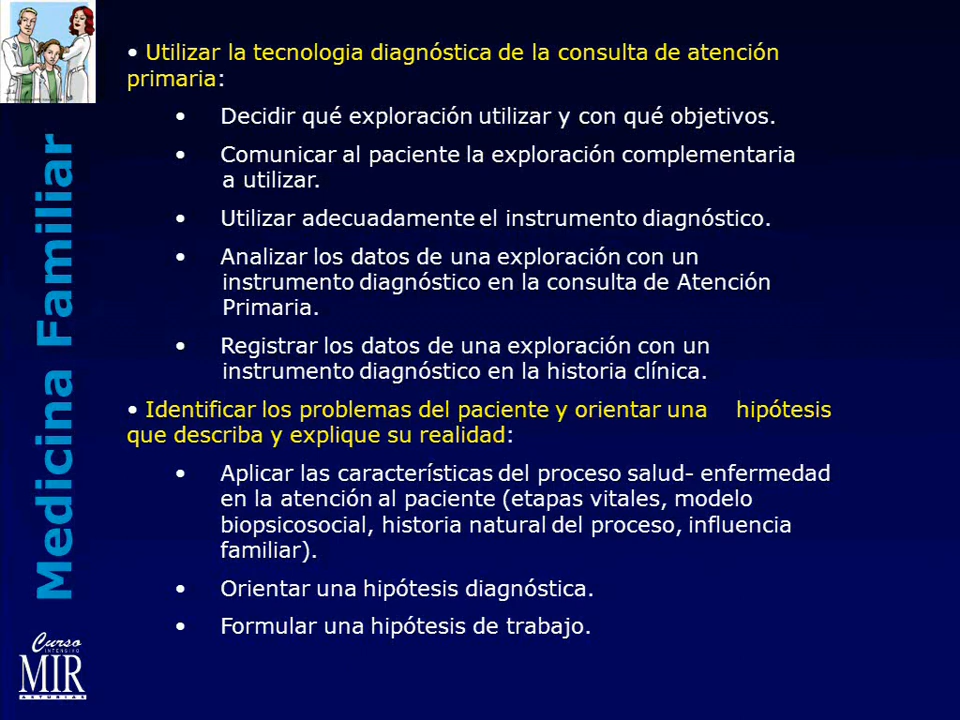 • Utilizar la tecnologia diagnóstica de la consulta de atención
primaria:
• Decidir qué exploración utilizar y con qué objetivos.
• Comunicar al paciente la exploración complementaria
a utilizar.
• Utilizar adecuadamente el instrumento diagnóstico.
• Analizar los datos de una exploración con un
instrumento diagnóstico en la consulta de Atención
Primaria.
• Registrar los datos de una exploración con un
instrumento diagnóstico en la historia clínica.
• Identificar los problemas del paciente y orientar una hipótesis
que describa y explique su realidad:
• Aplicar las características del proceso salud- enfermedad
en la atención al paciente (etapas vitales, modelo
biopsicosocial, historia natural del proceso, influencia
familiar).
• Orientar una hipótesis diagnóstica.
• Formular una hipótesis de trabajo.
Medicina Familiar
Curso
INTENSIVO
MIR
ASTURIAS